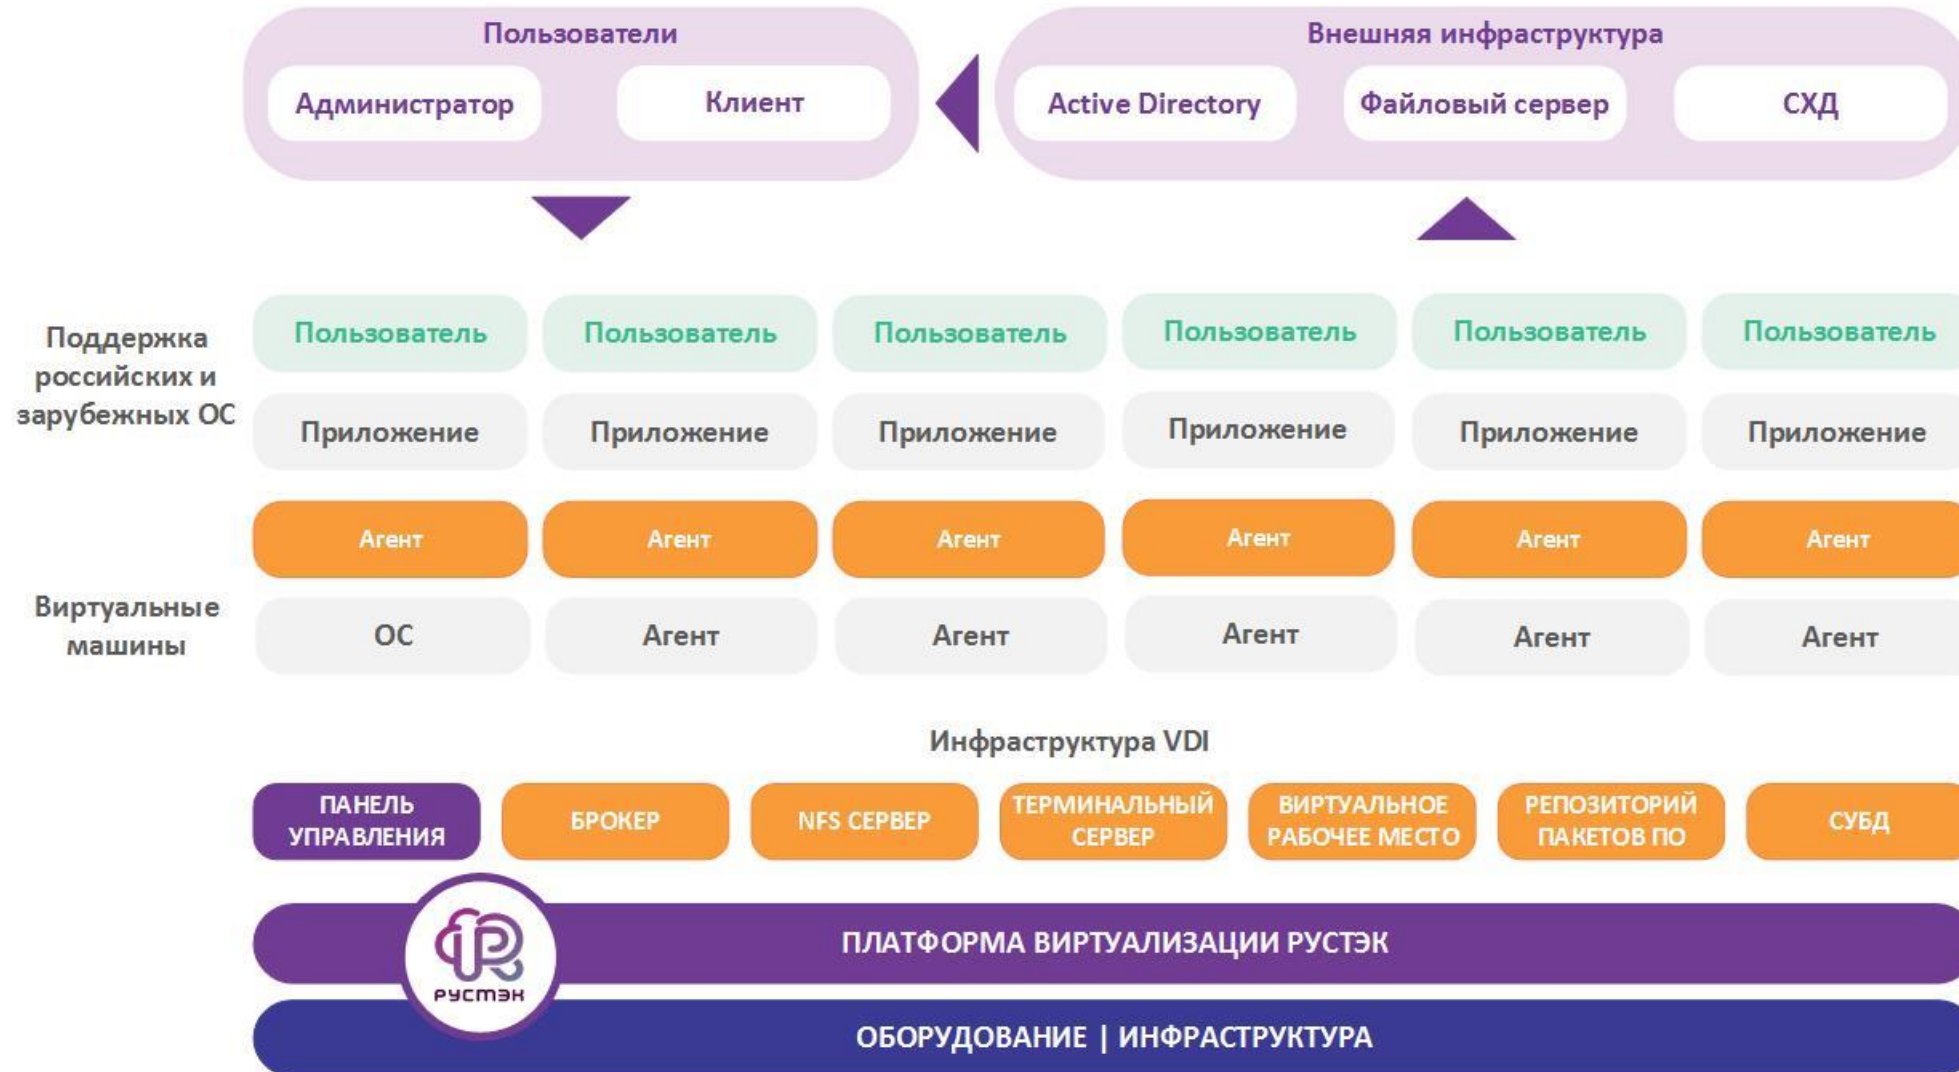 Пользователи
Администратор
Клиент
Внешняя инфраструктура
Active Directory
Файловый сервер
СХД
Поддержка
российских и
зарубежных ОС
Пользователь
Пользователь
Пользователь
Пользователь
Пользователь
Пользователь
Приложение
Приложение
Приложение
Приложение
Приложение
Приложение
Агент
Агент
Агент
Агент
Агент
Агент
Виртуальные
машины
ОС
Агент
Агент
Агент
Агент
Агент
Инфраструктура VDI
ПАНЕЛЬ
УПРАВЛЕНИЯ
БРОКЕР
NFS СЕРВЕР
ТЕРМИНАЛЬНЫЙ
СЕРВЕР
ВИРТУАЛЬНОЕ
РАБОЧЕЕ МЕСТО
РЕПОЗИТОРИЙ
ПАКЕТОВ ПО
СУБД
ПЛАТФОРМА ВИРТУАЛИЗАЦИИ РУСТЭК
РУСТЭК
ОБОРУДОВАНИЕ | ИНФРАСТРУКТУРА